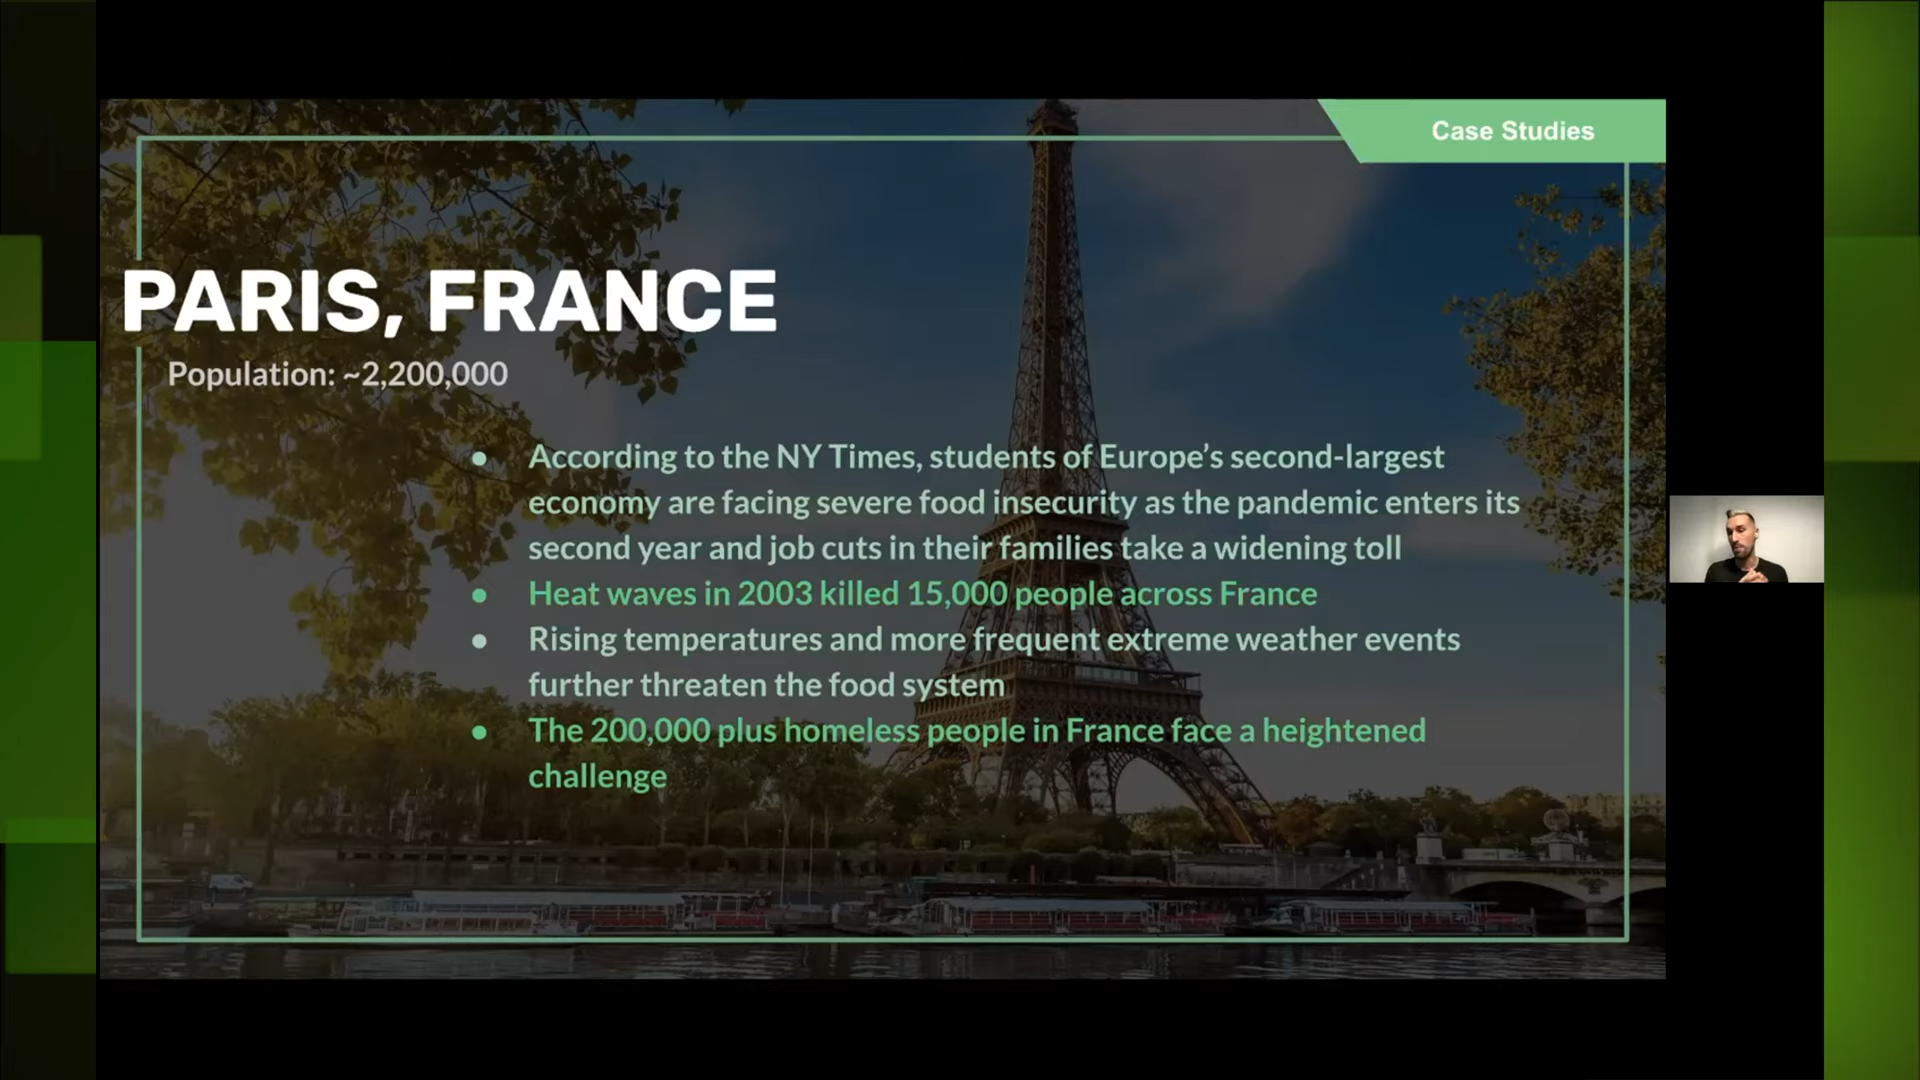 Case Studies
PARIS, FRANCE
Population: ~2,200,000
● According to the NY Times, students of Europe’s second-largest
economy are facing severe food insecurity as the pandemic enters its
second year and job cuts in their families take a widening toll
● Heat waves in 2003 killed 15,000 people across France
● Rising temperatures and more frequent extreme weather events
further threaten the food system
● The 200,000 plus homeless people in France face a heightened
challenge